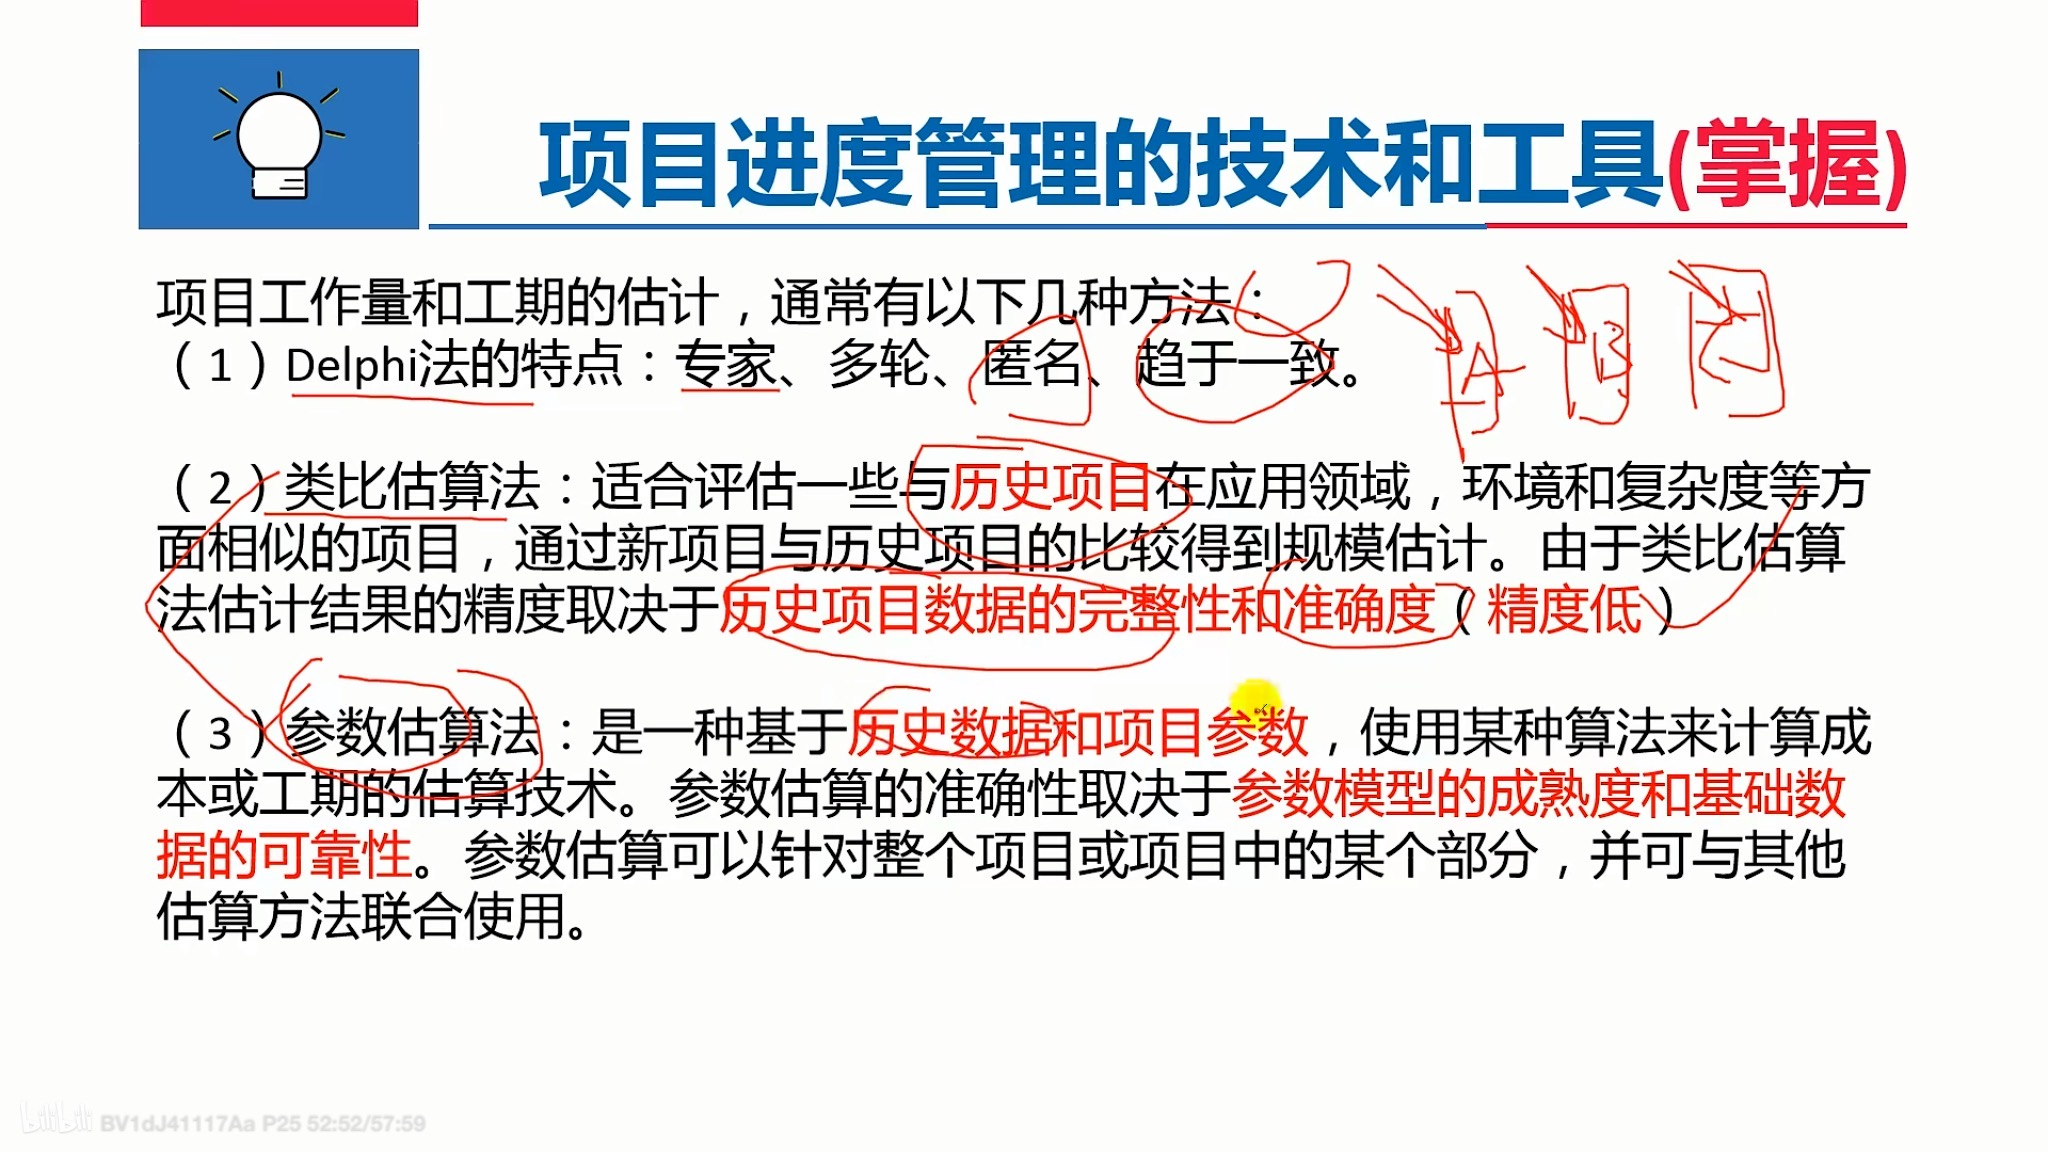 项目进度管理的技术和工具(掌握)
项目工作量和工期的估计，通常有以下几种方法：
（1）Delphi法的特点：专家、多轮、匿名、趋于一致。
A B C
（2）类比估算法：适合评估一些与历史项目在应用领域，环境和复杂度等方
面相似的项目，通过新项目与历史项目的比较得到规模估计。由于类比估算
法估计结果的精度取决于历史项目数据的完整性和准确度（精度低）
（3）参数估算法：是一种基于历史数据和项目参数，使用某种算法来计算成
本或工期的估算技术。参数估算的准确性取决于参数模型的成熟度和基础数
据的可靠性。参数估算可以针对整个项目或项目中的某个部分，并可与其他
估算方法联合使用。
bilibili BV1dJ41117Aa P25 52:52/57:59